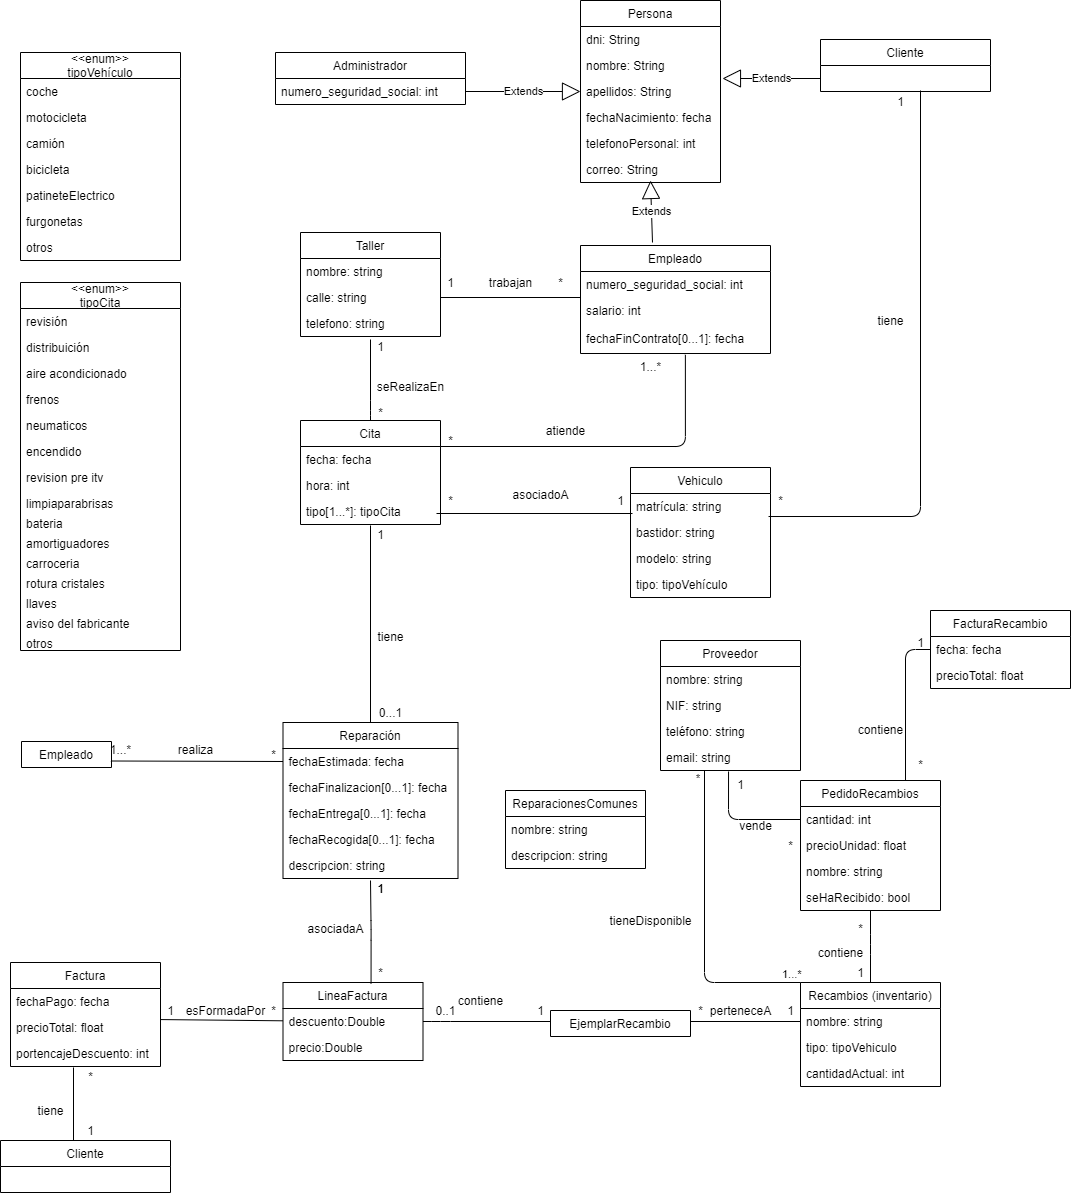 Persona
dni: String
nombre: String
apellidos: String
fechaNacimiento: fecha
telefonoPersonal: int
correo: String
Cliente
1
Extends
Administrador
numero_seguridad_social: int
Extends
Extends
<<enum>>
tipoVehículo
coche
motocicleta
camión
bicicleta
patineteElectrico
furgonetas
otros
Taller
nombre: string
calle: string
telefono: string
1
trabajan
*
Empleado
numero_seguridad_social: int
salario: int
fechaFinContrato[0...1]: fecha
1...*
tiene
<<enum>>
tipoCita
revisión
distribuición
aire acondicionado
frenos
neumaticos
encendido
revision pre itv
limpiaparabrisas
bateria
amortiguadores
carroceria
rotura cristales
llaves
aviso del fabricante
otros
1
seRealizaEn
*
Cita
fecha: fecha
hora: int
tipo[1...*]: tipoCita
*
atiende
*
asociadoA
1
Vehiculo
matrícula: string
bastidor: string
modelo: string
tipo: tipoVehículo
*
1
tiene
0...1
FacturaRecambio
fecha: fecha
precioTotal: float
1
contiene
*
Proveedor
nombre: string
NIF: string
teléfono: string
email: string
*
1
vende
*
PedidoRecambios
cantidad: int
precioUnidad: float
nombre: string
seHaRecibido: bool
Empleado
1...*
realiza
*
Reparación
fechaEstimada: fecha
fechaFinalizacion[0...1]: fecha
fechaEntrega[0...1]: fecha
fechaRecogida[0...1]: fecha
descripcion: string
ReparacionesComunes
nombre: string
descripcion: string
1
asociadaA
*
tieneDisponible
1...*
*
contiene
1
Factura
fechaPago: fecha
precioTotal: float
portencajeDescuento: int
1
esFormadaPor
*
LineaFactura
descuento:Double
precio:Double
0..1
contiene
1
EjemplarRecambio
*
perteneceA
1
Recambios (inventario)
nombre: string
tipo: tipoVehiculo
cantidadActual: int
*
tiene
1
Cliente